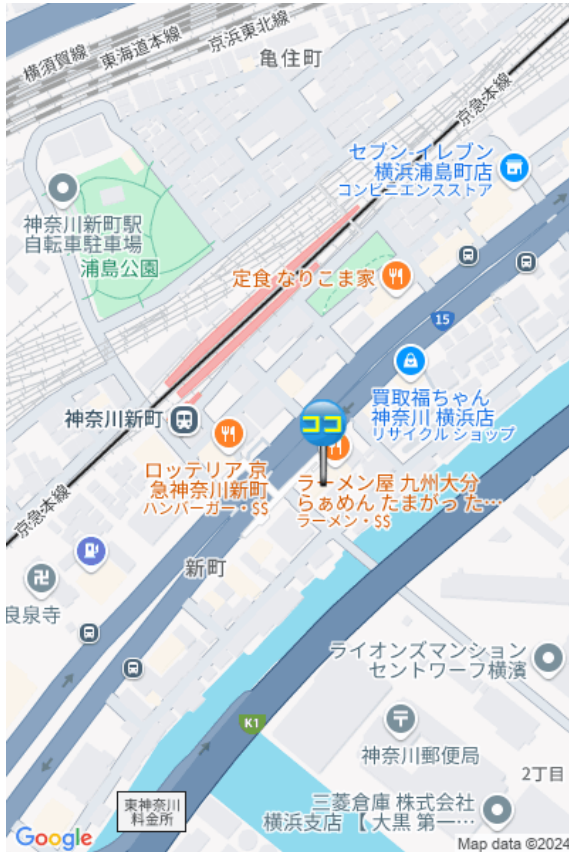 横須賀線
東海道本線
京浜東北線
亀住町
京急本線
セブン-イレブン
横浜浦島町店
コンビニエンスストア
神奈川新町駅
自転車駐車場
浦島公園
定食 なりこま家
15
買取福ちゃん
神奈川 横浜店
リサイクル ショップ
神奈川新町
ココ
ロッテリア 京
急神奈川新町
ハンバーガー・$$
ラーメン屋 九州大分
らぁめん たまがった…
ラーメン・$$
京急本線
新町
卍
良泉寺
ライオンズマンション
セントワーフ横濱
K1
神奈川郵便局
2丁目
東神奈川
料金所
三菱倉庫 株式会社
横浜支店 【 大黒 第一…
Google
Map data ©2024